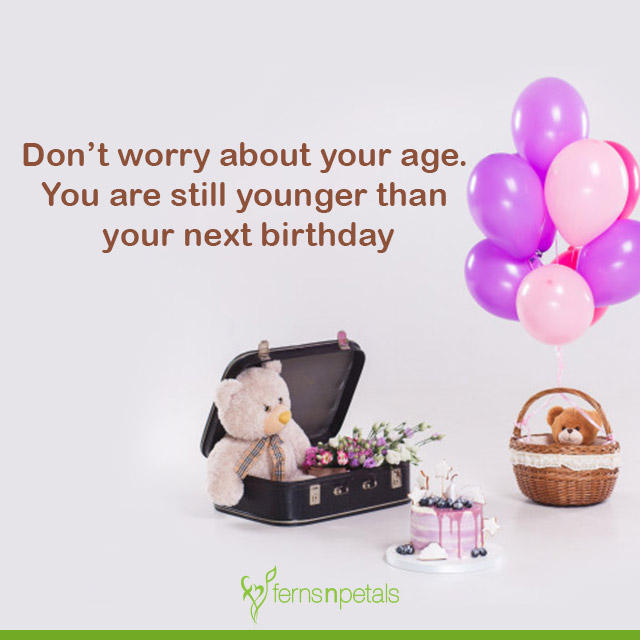 Don't worry about your age.
You are still younger than
your next birthday
fernsnpetals